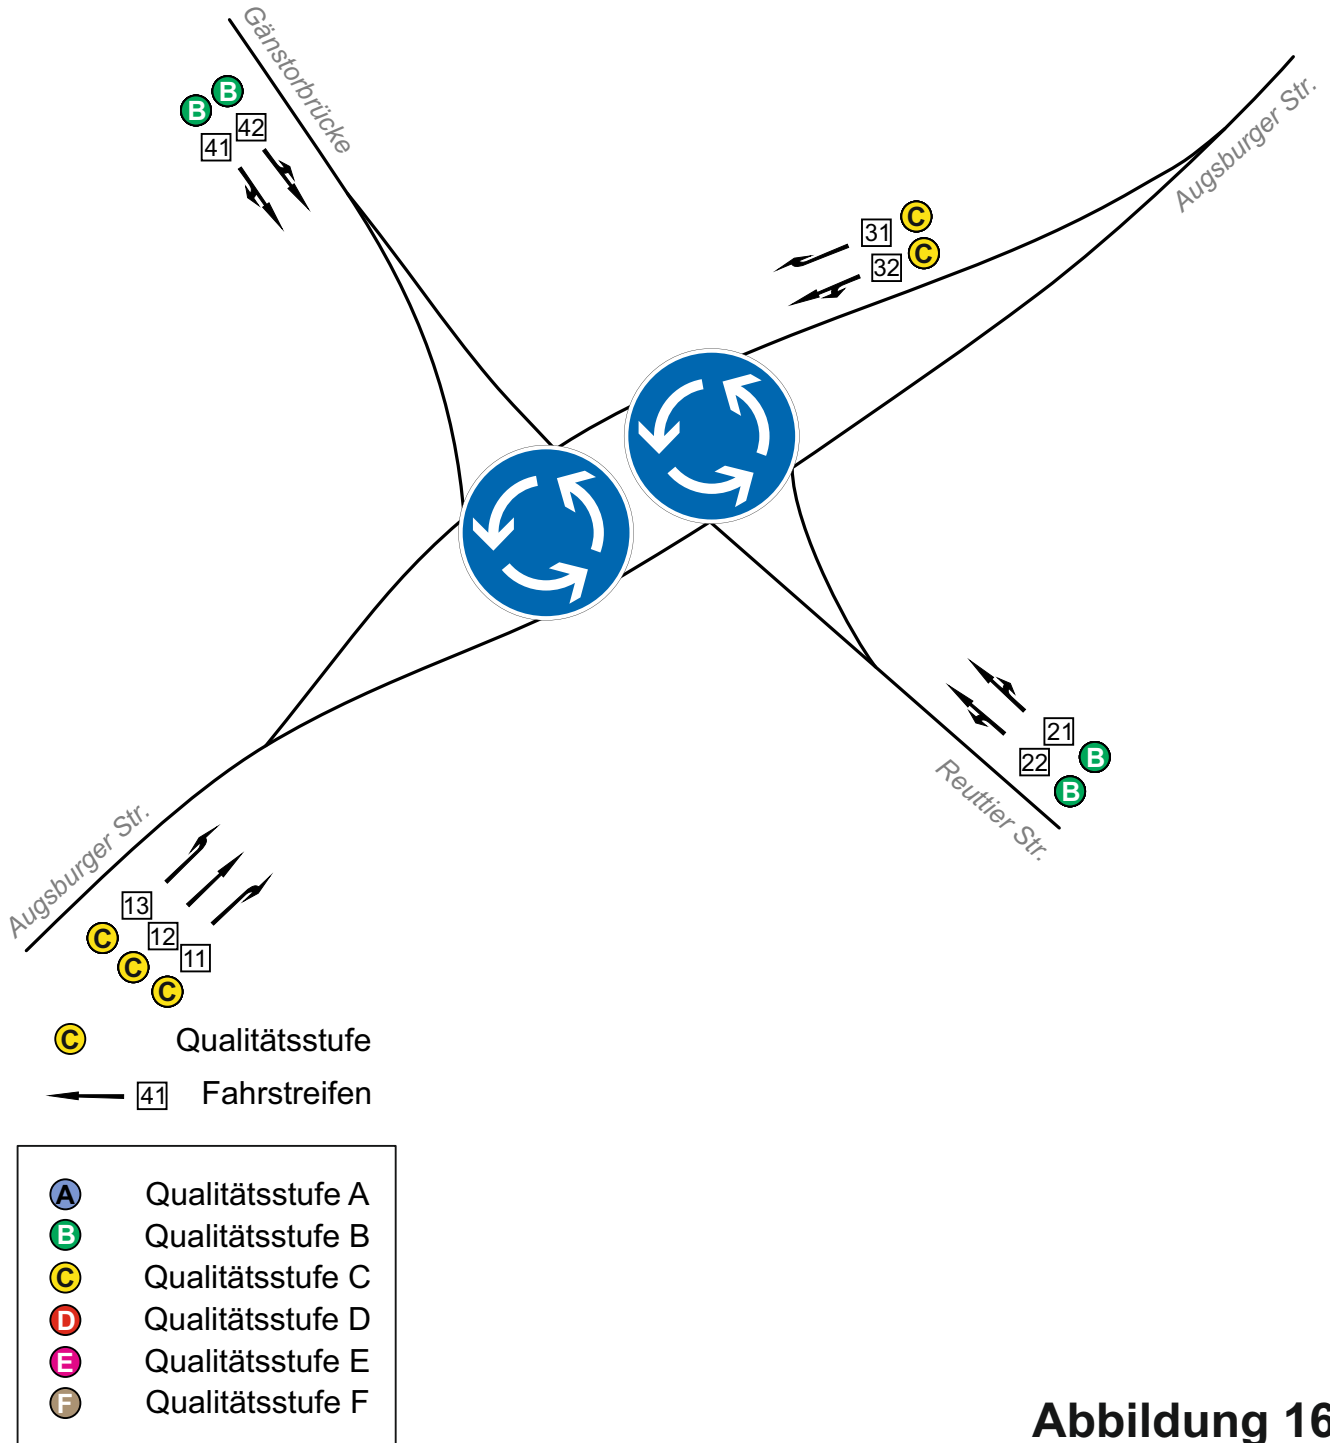 Gänstorbrücke
B B
42
41
Augsburger Str.
31 C
32 C
21
22 B
B
Reuttier Str.
Augsburger Str.
13
C 12
C 11
C
C Qualitätsstufe
41 Fahrstreifen
A Qualitätsstufe A
B Qualitätsstufe B
C Qualitätsstufe C
D Qualitätsstufe D
E Qualitätsstufe E
F Qualitätsstufe F
Abbildung 16